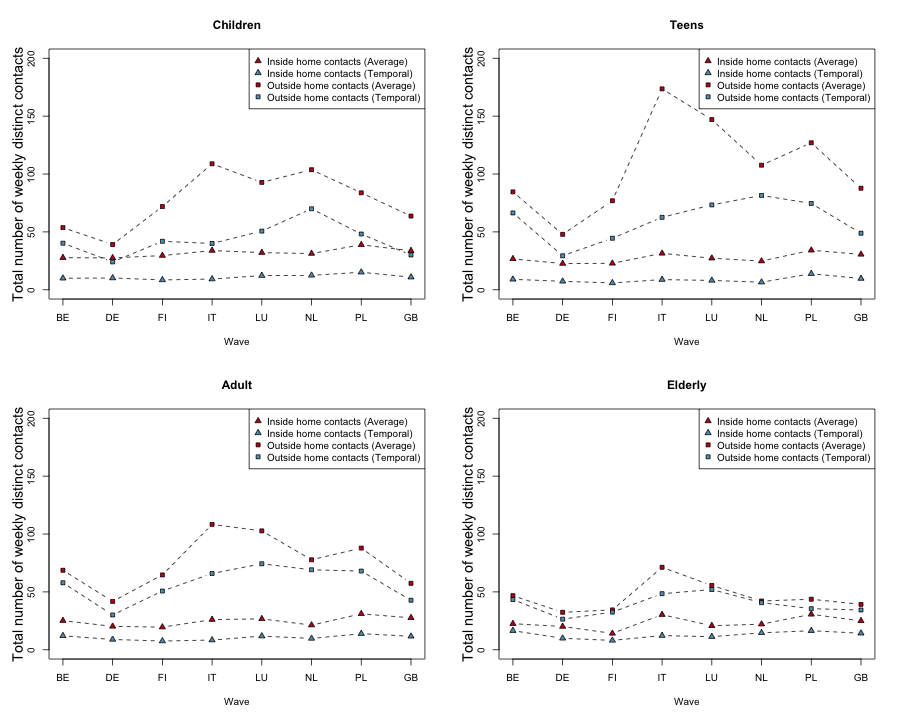 Children
Total number of weekly distinct contacts
200
150
100
50
0
Inside home contacts (Average)
Inside home contacts (Temporal)
Outside home contacts (Average)
Outside home contacts (Temporal)
BE DE FI IT LU NL PL GB
Wave
Teens
Total number of weekly distinct contacts
200
150
100
50
0
Inside home contacts (Average)
Inside home contacts (Temporal)
Outside home contacts (Average)
Outside home contacts (Temporal)
BE DE FI IT LU NL PL GB
Wave
Adult
Total number of weekly distinct contacts
200
150
100
50
0
Inside home contacts (Average)
Inside home contacts (Temporal)
Outside home contacts (Average)
Outside home contacts (Temporal)
BE DE FI IT LU NL PL GB
Wave
Elderly
Total number of weekly distinct contacts
200
150
100
50
0
Inside home contacts (Average)
Inside home contacts (Temporal)
Outside home contacts (Average)
Outside home contacts (Temporal)
BE DE FI IT LU NL PL GB
Wave